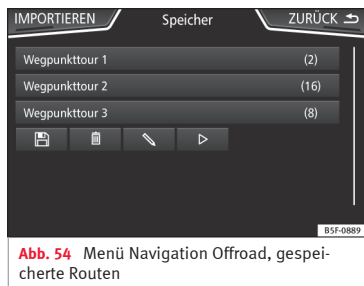 IMPORTIEREN Speicher ZURÜCK
Wegpunkttour 1 (2)
Wegpunkttour 2 (16)
Wegpunkttour 3 (8)
B5F-0889
Abb. 54 Menü Navigation Offroad, gespei-
cherte Routen